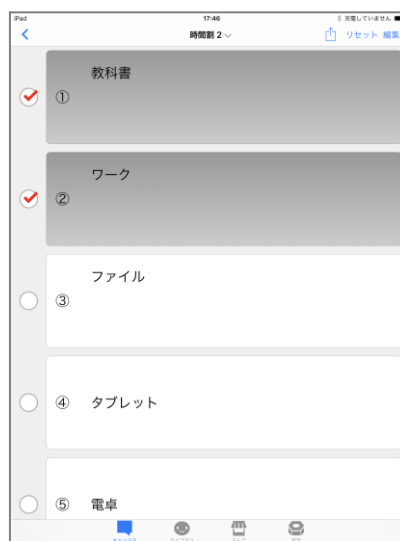 iPad
17:46
充電していません
時間割 2
リセット 編集
教科書
①
ワーク
②
ファイル
③
④ タブレット
⑤ 電卓